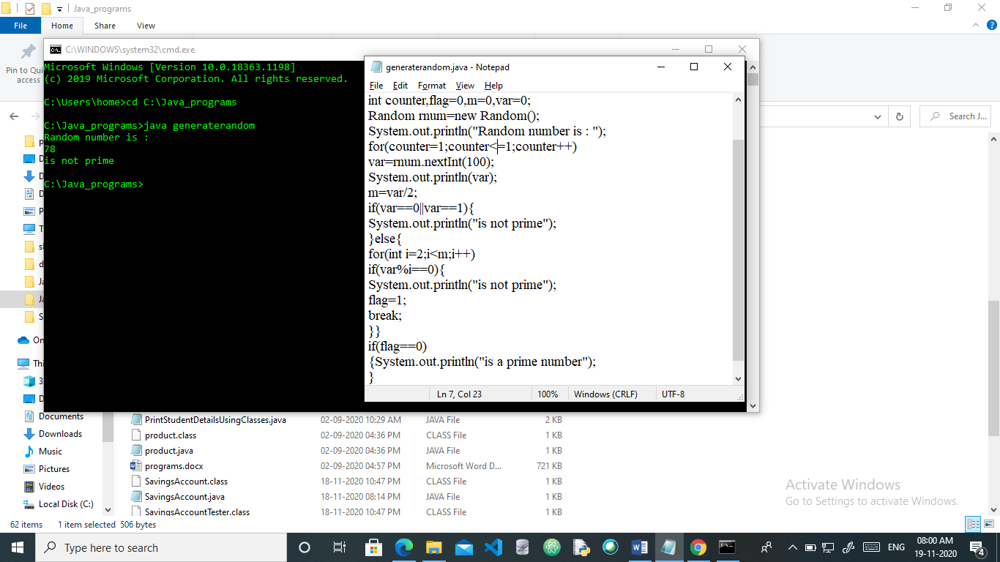 Java_programs
File Home Share View
C:\WINDOWS\system32\cmd.exe
Pin to Qui
access
Microsoft Windows [Version 10.0.18363.1198]
(c) 2019 Microsoft Corporation. All rights reserved.
C:\Users\home>cd C:\Java_programs
C:\Java_programs>java generaterandom
Random number is :
78
is not prime
C:\Java_programs>
generaterandom.java - Notepad
File Edit Format View Help
int counter,flag=0,m=0,var=0;
Random rnum=new Random();
System.out.println("Random number is : ");
for(counter=1;counter<=1;counter++)
var=rnum.nextInt(100);
System.out.println(var);
m=var/2;
if(var==0||var==1){
System.out.println("is not prime");
}else{
for(int i=2;i<m;i++)
if(var%i==0){
System.out.println("is not prime");
flag=1;
break;
}}
if(flag==0)
{System.out.println("is a prime number");
}
Ln 7, Col 23 100% Windows (CRLF) UTF-8
Search J...
On
Thi
3
Documents
Downloads
Music
Pictures
Videos
Local Disk (C:)
PrintStudentDetailsUsingClasses.java 02-09-2020 10:29 AM JAVA File 2 KB
product.class 02-09-2020 04:36 PM CLASS File 1 KB
product.java 02-09-2020 04:36 PM JAVA File 1 KB
programs.docx 02-09-2020 04:57 PM Microsoft Word D... 721 KB
SavingsAccount.class 18-11-2020 10:47 PM CLASS File 1 KB
SavingsAccount.java 18-11-2020 08:14 PM JAVA File 1 KB
SavingsAccountTester.class 18-11-2020 10:47 PM CLASS File 1 KB
Activate Windows
Go to Settings to activate Windows.
62 items 1 item selected 506 bytes
Type here to search
ENG
08:00 AM
19-11-2020
4